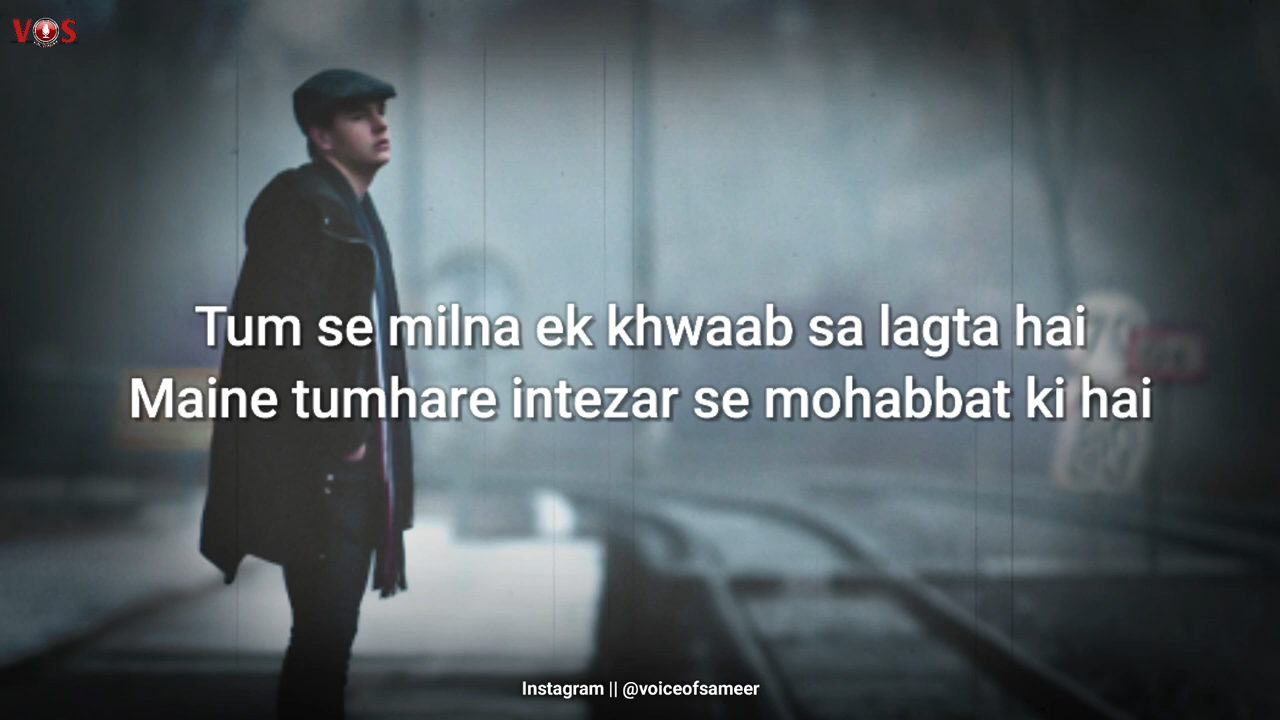 VOS
Tum se milna ek khwaab sa lagta hai
Maine tumhare intezar se mohabbat ki hai
Instagram || @voiceofsameer